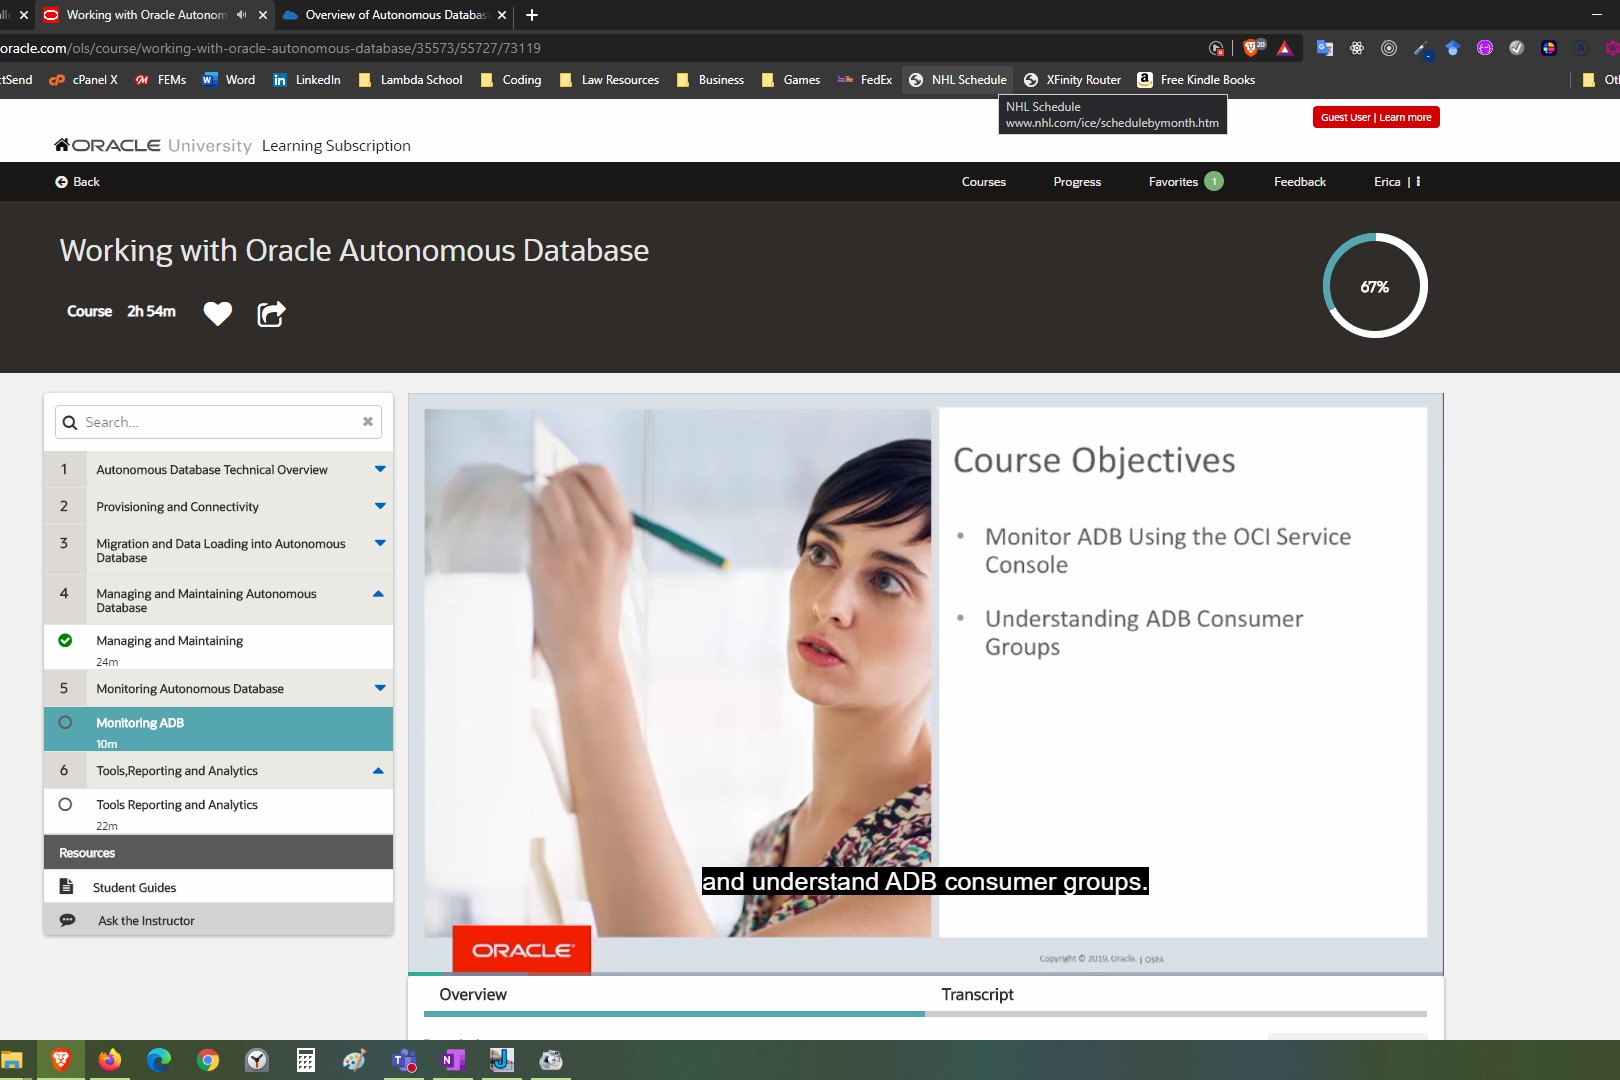 Working with Oracle Autonom
Overview of Autonomous Databas
oracle.com/ols/course/working-with-oracle-autonomous-database/35573/55727/73119
20
ctSend
cPanel X
FEMs
Word
LinkedIn
Lambda School
Coding
Law Resources
Business
Games
FedEx
NHL Schedule
XFinity Router
Free Kindle Books
NHL Schedule
www.nhl.com/ice/schedulebymonth.htm
Guest User | Learn more
ORACLE University Learning Subscription
Back
Courses
Progress
Favorites 1
Feedback
Erica |
Working with Oracle Autonomous Database
67%
Course 2h 54m
Search...
1 Autonomous Database Technical Overview
2 Provisioning and Connectivity
3 Migration and Data Loading into Autonomous
Database
4 Managing and Maintaining Autonomous
Database
Managing and Maintaining
24m
5 Monitoring Autonomous Database
Monitoring ADB
10m
6 Tools,Reporting and Analytics
Tools Reporting and Analytics
22m
Resources
Student Guides
Ask the Instructor
Course Objectives
• Monitor ADB Using the OCI Service
Console
• Understanding ADB Consumer
Groups
and understand ADB consumer groups.
ORACLE
Copyright © 2019, Oracle. | OSPA
Overview
Transcript